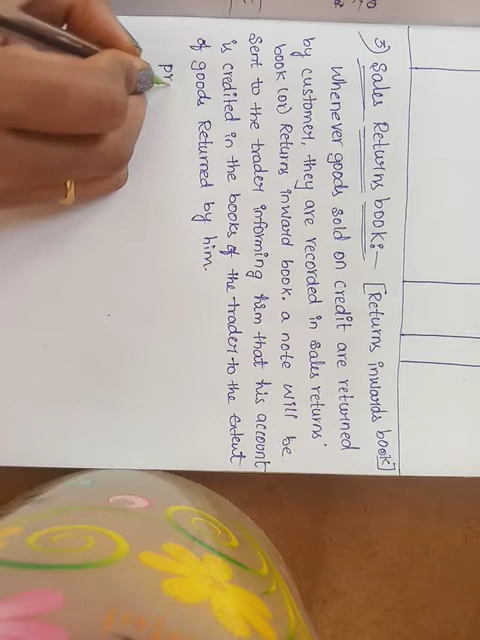 3) Sales Returns book:- [Returns inwards book]
Whenever goods sold on credit are returned
by customer, they are recorded in sales returns
book (or) Returns inward book. a note will be
sent to the trader informing him that his account
is credited in the books of the trader to the extent
of goods Returned by him.
pr